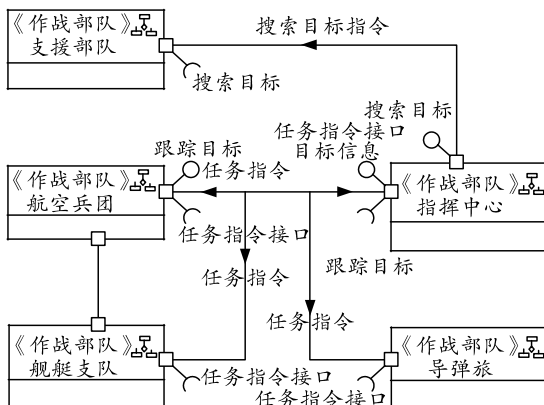 《作战部队》
支援部队
搜索目标指令
搜索目标
搜索目标
任务指令接口
目标信息
跟踪目标
任务指令
《作战部队》
航空兵团
《作战部队》
指挥中心
任务指令接口
任务指令
跟踪目标
任务指令
《作战部队》
舰艇支队
任务指令接口
任务指令接口
《作战部队》
导弹旅